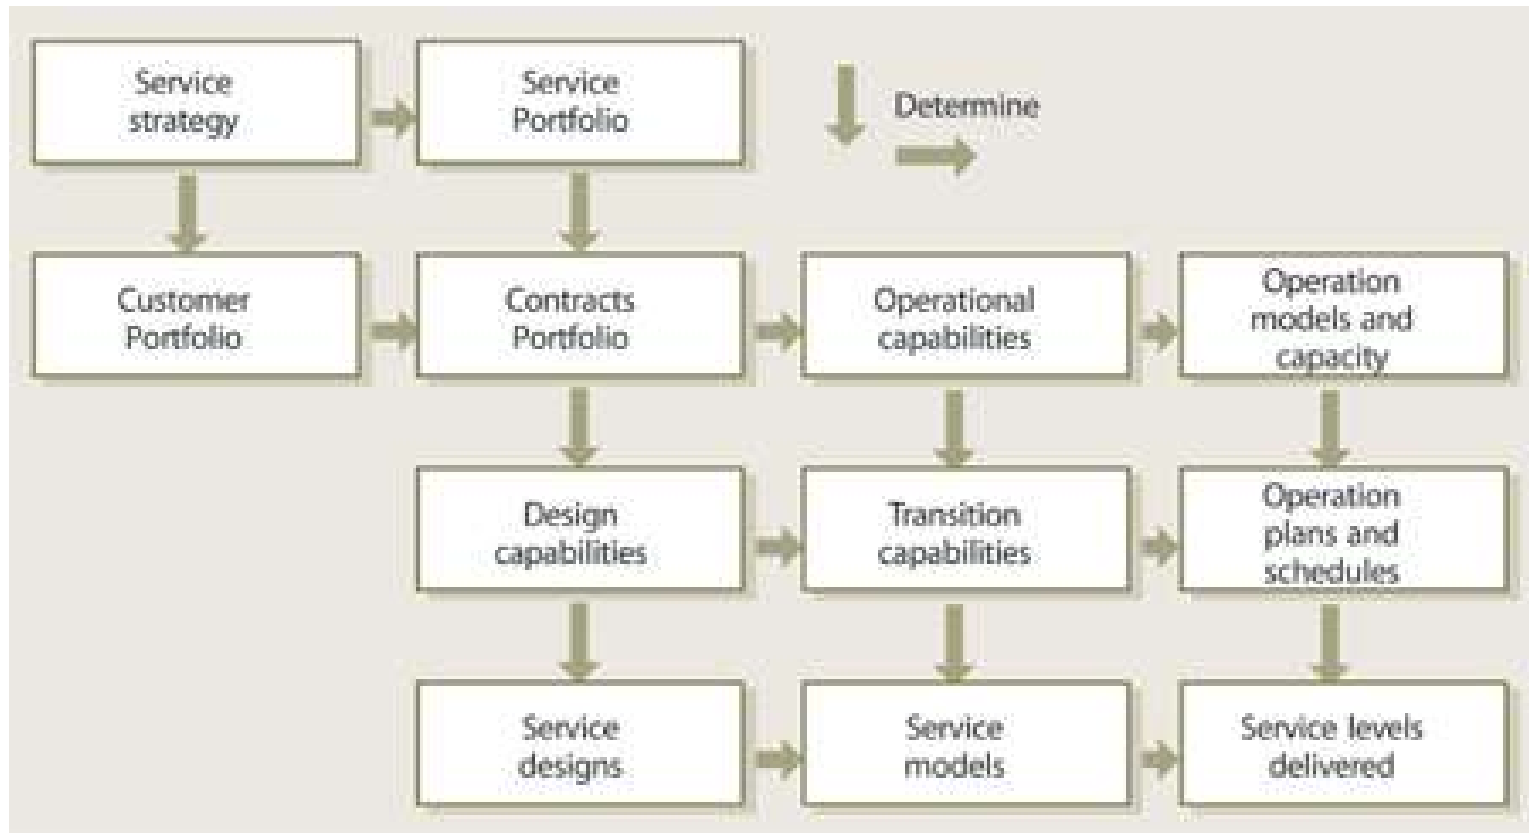 Service
strategy
Service
Portfolio
Determine
Customer
Portfolio
Contracts
Portfolio
Operational
capabilities
Operation
models and
capacity
Design
capabilities
Transition
capabilities
Operation
plans and
schedules
Service
designs
Service
models
Service levels
delivered